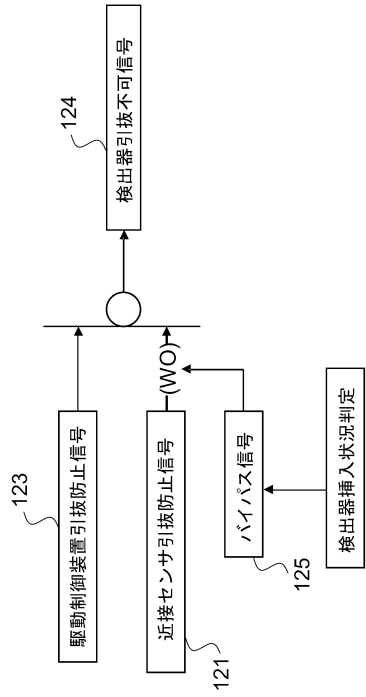 123
駆動制御装置引抜防止信号
121
近接センサ引抜防止信号
(WO)
125
バイパス信号
検出器挿入状況判定
124
検出器引抜不可信号